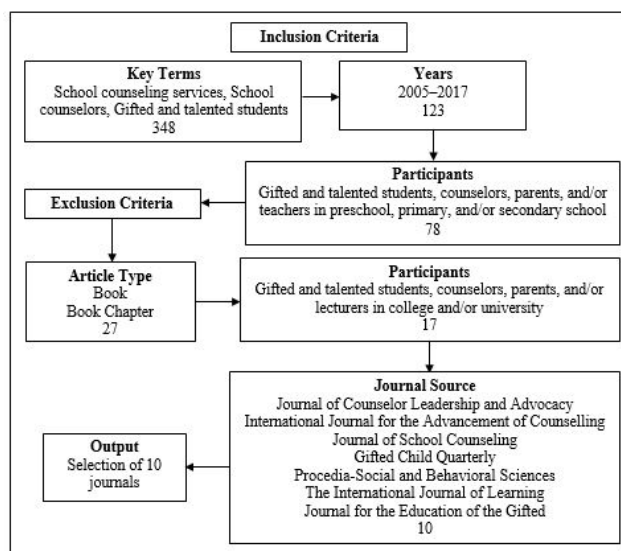 Inclusion Criteria
Key Terms
School counseling services, School
counselors, Gifted and talented students
348
Years
2005–2017
123
Participants
Gifted and talented students, counselors, parents, and/or
teachers in preschool, primary, and/or secondary school
78
Exclusion Criteria
Article Type
Book
Book Chapter
27
Participants
Gifted and talented students, counselors, parents, and/or
lecturers in college and/or university
17
Journal Source
Journal of Counselor Leadership and Advocacy
International Journal for the Advancement of Counselling
Journal of School Counseling
Gifted Child Quarterly
Procedia-Social and Behavioral Sciences
The International Journal of Learning
Journal for the Education of the Gifted
10
Output
Selection of 10
journals